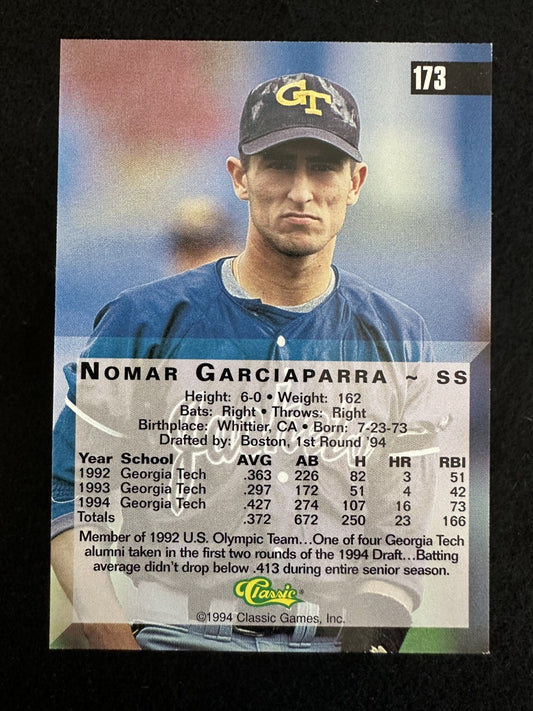 173
GT
NOMAR GARCIAPARRA ~ SS
Height: 6-0 • Weight: 162
Bats: Right • Throws: Right
Birthplace: Whittier, CA • Born: 7-23-73
Drafted by: Boston, 1st Round '94
Year School AVG AB H HR RBI
1992 Georgia Tech .363 226 82 3 51
1993 Georgia Tech .297 172 51 4 42
1994 Georgia Tech .427 274 107 16 73
Totals .372 672 250 23 166
Member of 1992 U.S. Olympic Team...One of four Georgia Tech
alumni taken in the first two rounds of the 1994 Draft...Batting
average didn't drop below .413 during entire senior season.
Classic®
©1994 Classic Games, Inc.